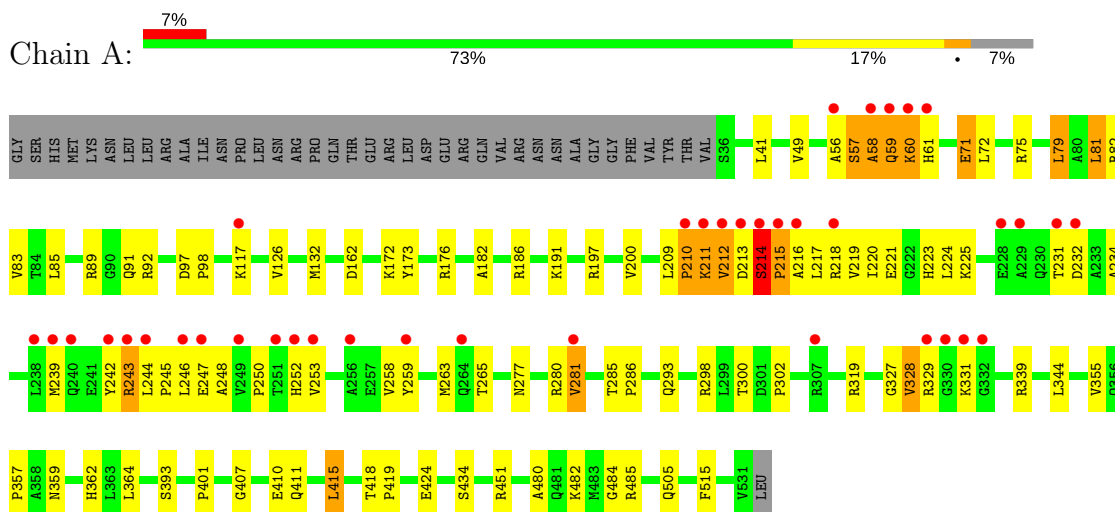 7%
Chain A:
73% 17% • 7%
GLY SER HIS MET LYS ASN GLN LEU LEU ARG ALA ILE ASN PRO LEU ASN ARG PRO GLN THR GLU ARG LEU ASP GLU ARG GLN VAL ARG ASN ASN ALA GLY GLY PHE VAL TYR THR VAL S36 L41 V49 A56 S57 A58 Q59 K60 H61 E71 L72 R75 L79 A80 L81 R82
V83 T84 L85 R89 G90 Q91 R92 D97 P98 K117 V126 M132 D162 K172 Y173 R176 A182 R186 K191 R197 V200 L209 P210 K211 V212 D213 S214 P215 A216 L217 R218 V219 I220 E221 G222 H223 L224 K225 E228 A229 Q230 T231 D232 A233 A234
L238 M239 Q240 E241 Y242 R243 L244 P245 L246 E247 A248 V249 P250 T251 H252 V253 A256 E257 V258 Y259 M263 Q264 T265 N277 R280 V281 T285 P286 Q293 R298 L299 T300 D301 P302 R307 R319 G327 V328 R329 G330 K331 G332 R339 L344 V355 P356
P357 A358 N359 H362 L363 L364 S393 P401 G407 E410 Q411 L415 T418 P419 E424 S434 R451 A480 Q481 K482 M483 G484 R485 Q505 F515 V531 LEU